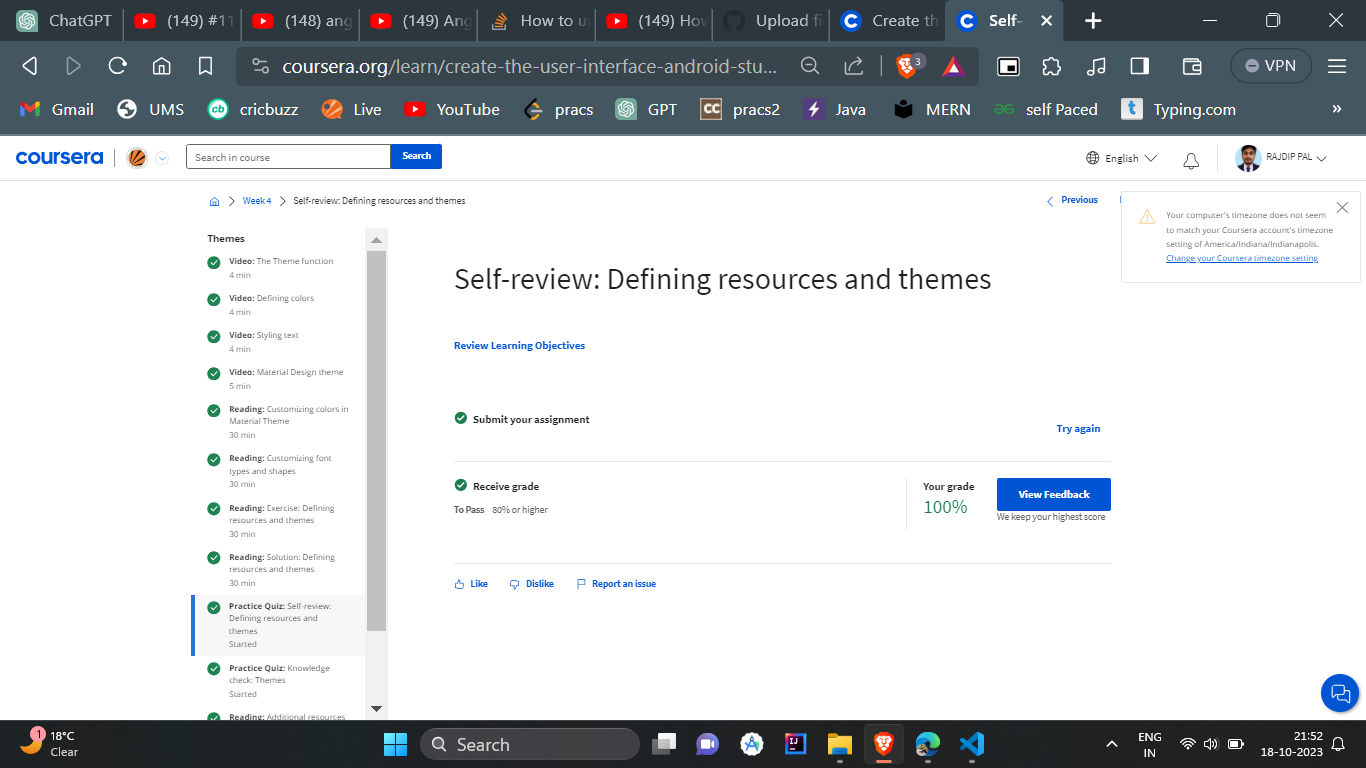 ChatGPT
(149) #11
(148) ang
(149) Ang
How to u
(149) How
Upload fi
Create th
Self-
coursera.org/learn/create-the-user-interface-android-stu...
3
VPN
Gmail
UMS
cricbuzz
Live
YouTube
pracs
GPT
pracs2
Java
MERN
self Paced
Typing.com
»
coursera
Search in course
Search
English
RAJDIP PAL
Week 4
Self-review: Defining resources and themes
Previous
Your computer's timezone does not seem
to match your Coursera account's timezone
setting of America/Indiana/Indianapolis.
Change your Coursera timezone setting
Themes
Video: The Theme function
4 min
Video: Defining colors
4 min
Video: Styling text
4 min
Video: Material Design theme
5 min
Reading: Customizing colors in
Material Theme
30 min
Reading: Customizing font
types and shapes
30 min
Reading: Exercise: Defining
resources and themes
30 min
Reading: Solution: Defining
resources and themes
30 min
Practice Quiz: Self-review:
Defining resources and
themes
Started
Practice Quiz: Knowledge
check: Themes
Started
Reading: Additional resources
Self-review: Defining resources and themes
Review Learning Objectives
Submit your assignment
Try again
Receive grade
To Pass 80% or higher
Your grade
100%
View Feedback
We keep your highest score
Like
Dislike
Report an issue
1
18°C
Clear
Search
ENG
IN
21:52
18-10-2023